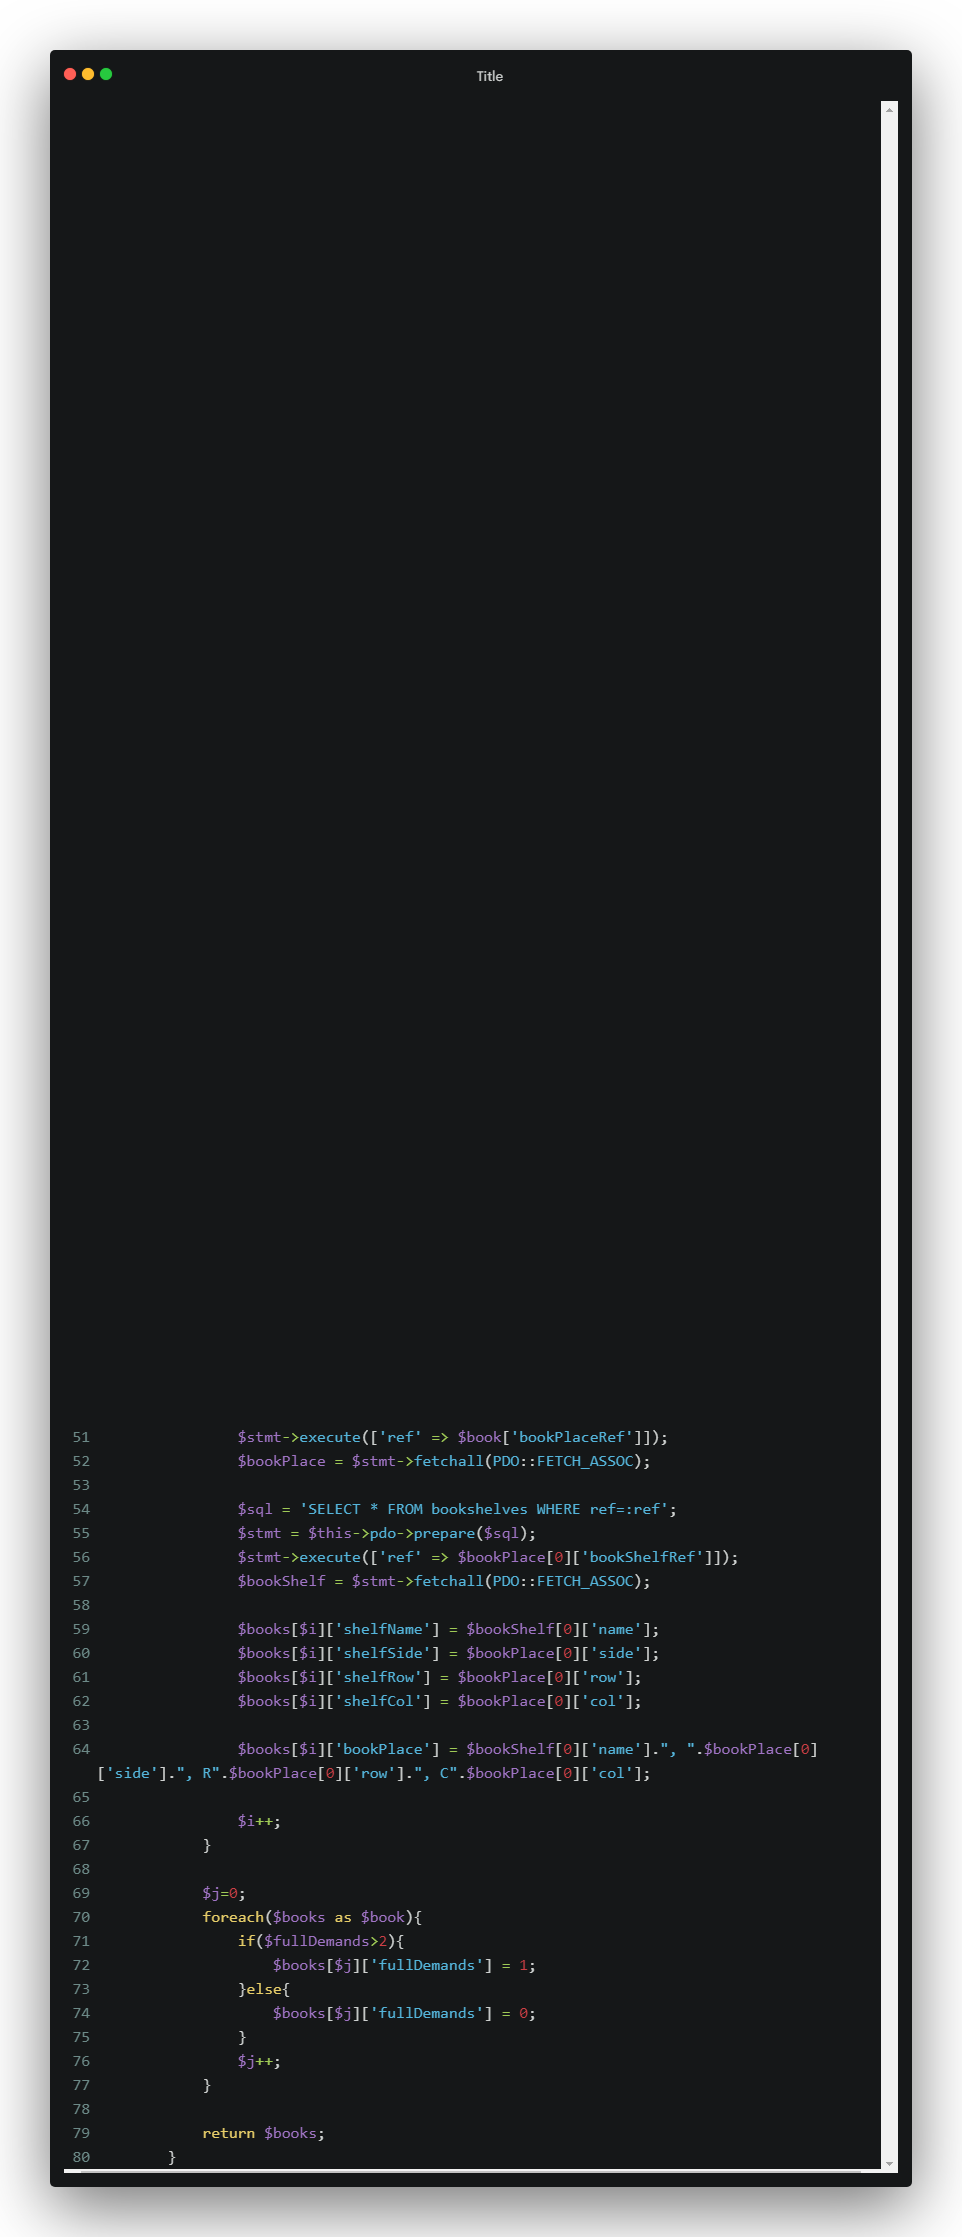 Title
51 $stmt->execute(['ref' => $book['bookPlaceRef']]);
52 $bookPlace = $stmt->fetchall(PDO::FETCH_ASSOC);
53
54 $sql = 'SELECT * FROM bookshelves WHERE ref=:ref';
55 $stmt = $this->pdo->prepare($sql);
56 $stmt->execute(['ref' => $bookPlace[0]['bookShelfRef']]);
57 $bookShelf = $stmt->fetchall(PDO::FETCH_ASSOC);
58
59 $books[$i]['shelfName'] = $bookShelf[0]['name'];
60 $books[$i]['shelfSide'] = $bookPlace[0]['side'];
61 $books[$i]['shelfRow'] = $bookPlace[0]['row'];
62 $books[$i]['shelfCol'] = $bookPlace[0]['col'];
63
64 $books[$i]['bookPlace'] = $bookShelf[0]['name'].", ".$bookPlace[0]
['side'].", R".$bookPlace[0]['row'].", C".$bookPlace[0]['col'];
65
66 $i++;
67 }
68
69 $j=0;
70 foreach($books as $book){
71 if($fullDemands>2){
72 $books[$j]['fullDemands'] = 1;
73 }else{
74 $books[$j]['fullDemands'] = 0;
75 }
76 $j++;
77 }
78
79 return $books;
80 }